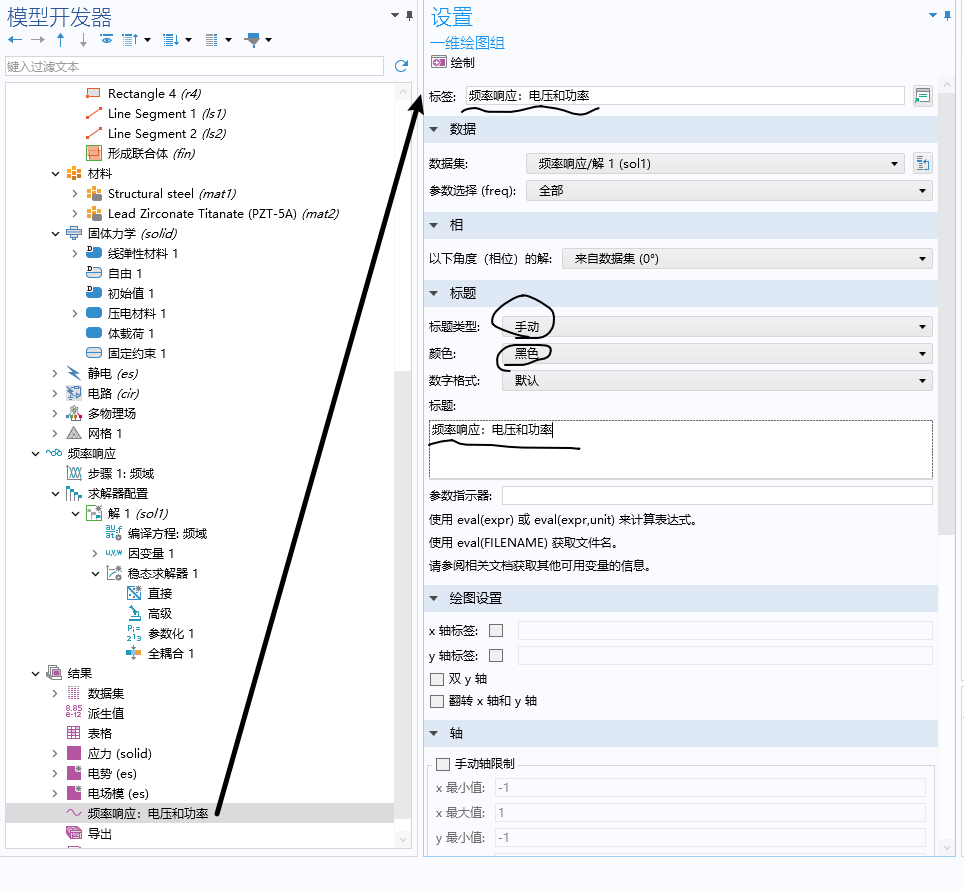 模型开发器
键入过滤文本
Rectangle 4 (r4)
Line Segment 1 (ls1)
Line Segment 2 (ls2)
形成联合体 (fin)
材料
Structural steel (mat1)
Lead Zirconate Titanate (PZT-5A) (mat2)
固体力学 (solid)
线弹性材料 1
自由 1
初始值 1
压电材料 1
体载荷 1
固定约束 1
静电 (es)
电路 (cir)
多物理场
网格 1
频率响应
步骤 1: 频域
求解器配置
解 1 (sol1)
编译方程: 频域
因变量 1
稳态求解器 1
直接
高级
参数化 1
全耦合 1
结果
数据集
派生值
表格
应力 (solid)
电势 (es)
电场模 (es)
频率响应：电压和功率
导出
设置
一维绘图组
绘制
标签: 频率响应：电压和功率
数据
数据集: 频率响应/解 1 (sol1)
参数选择 (freq): 全部
相
以下角度（相位）的解: 来自数据集 (0°)
标题
标题类型: 手动
颜色: 黑色
数字格式: 默认
标题:
频率响应：电压和功率
参数指示器:
使用 eval(expr) 或 eval(expr,unit) 来计算表达式。
使用 eval(FILENAME) 获取文件名。
请参阅相关文档获取其他可用变量的信息。
绘图设置
x 轴标签:
y 轴标签:
双 y 轴
翻转 x 轴和 y 轴
轴
手动轴限制
x 最小值: -1
x 最大值: 1
y 最小值: -1